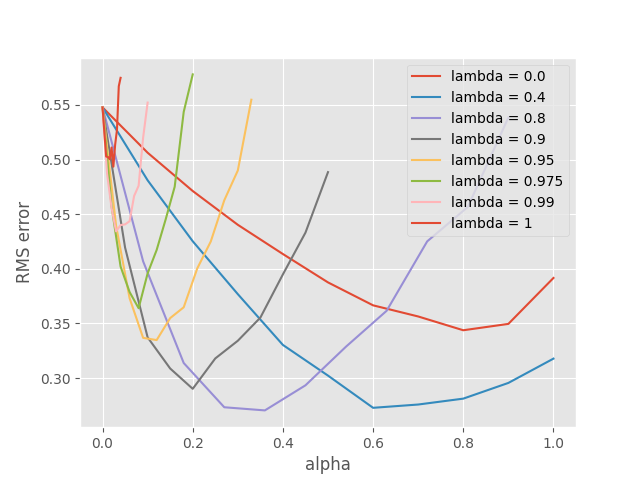 lambda = 0.0
lambda = 0.4
lambda = 0.8
lambda = 0.9
lambda = 0.95
lambda = 0.975
lambda = 0.99
lambda = 1
0.55
0.50
0.45
0.40
0.35
0.30
RMS error
0.0 0.2 0.4 0.6 0.8 1.0
alpha